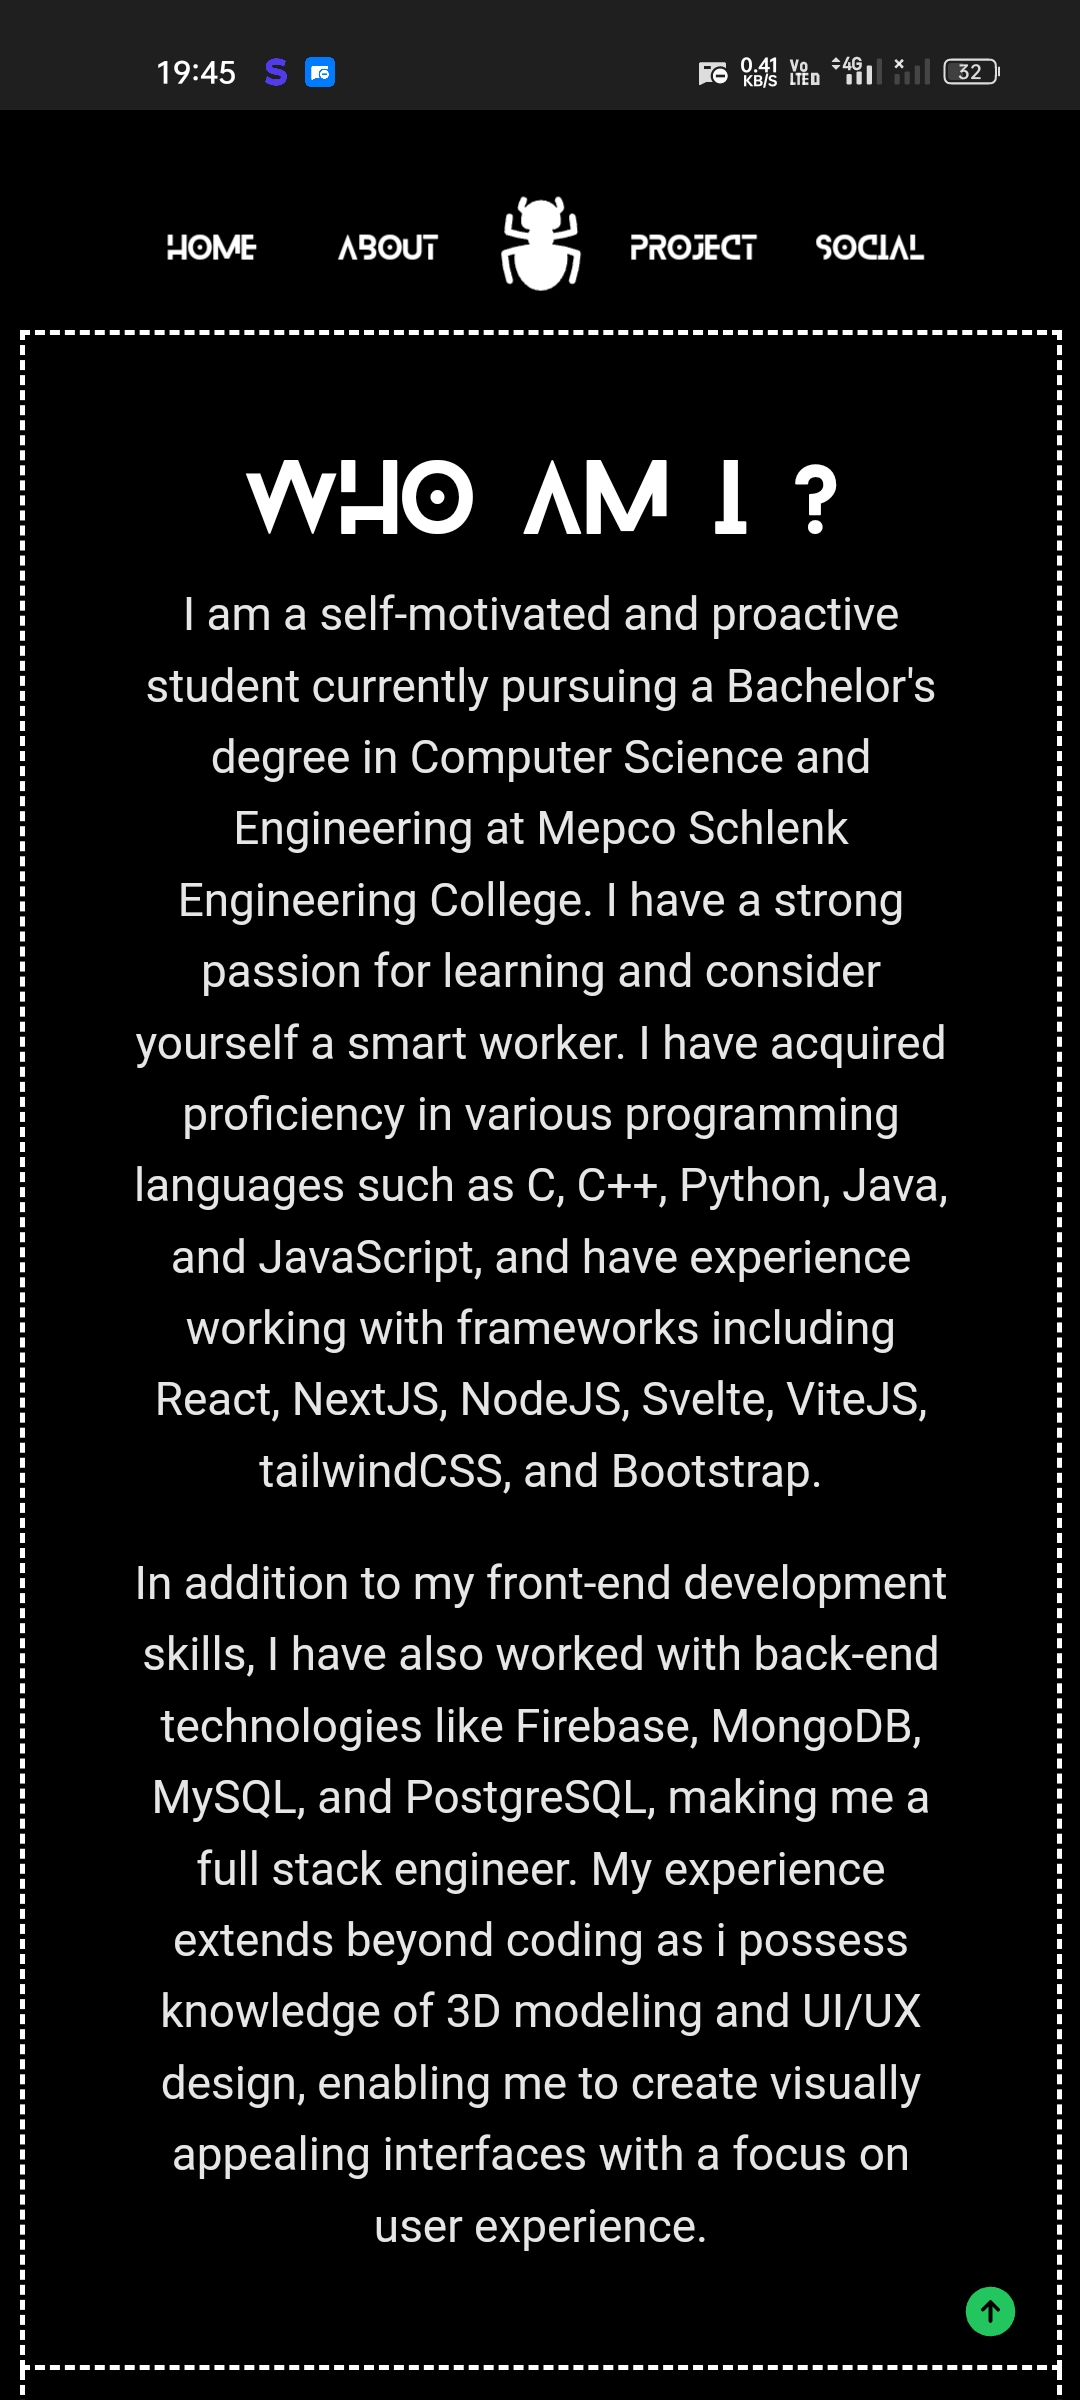 19:45
0.41 KB/S
Vo LTE
4G
32
HOME ABOUT PROJECT SOCIAL
WHO AM I ?
I am a self-motivated and proactive
student currently pursuing a Bachelor's
degree in Computer Science and
Engineering at Mepco Schlenk
Engineering College. I have a strong
passion for learning and consider
yourself a smart worker. I have acquired
proficiency in various programming
languages such as C, C++, Python, Java,
and JavaScript, and have experience
working with frameworks including
React, NextJS, NodeJS, Svelte, ViteJS,
tailwindCSS, and Bootstrap.
In addition to my front-end development
skills, I have also worked with back-end
technologies like Firebase, MongoDB,
MySQL, and PostgreSQL, making me a
full stack engineer. My experience
extends beyond coding as i possess
knowledge of 3D modeling and UI/UX
design, enabling me to create visually
appealing interfaces with a focus on
user experience.